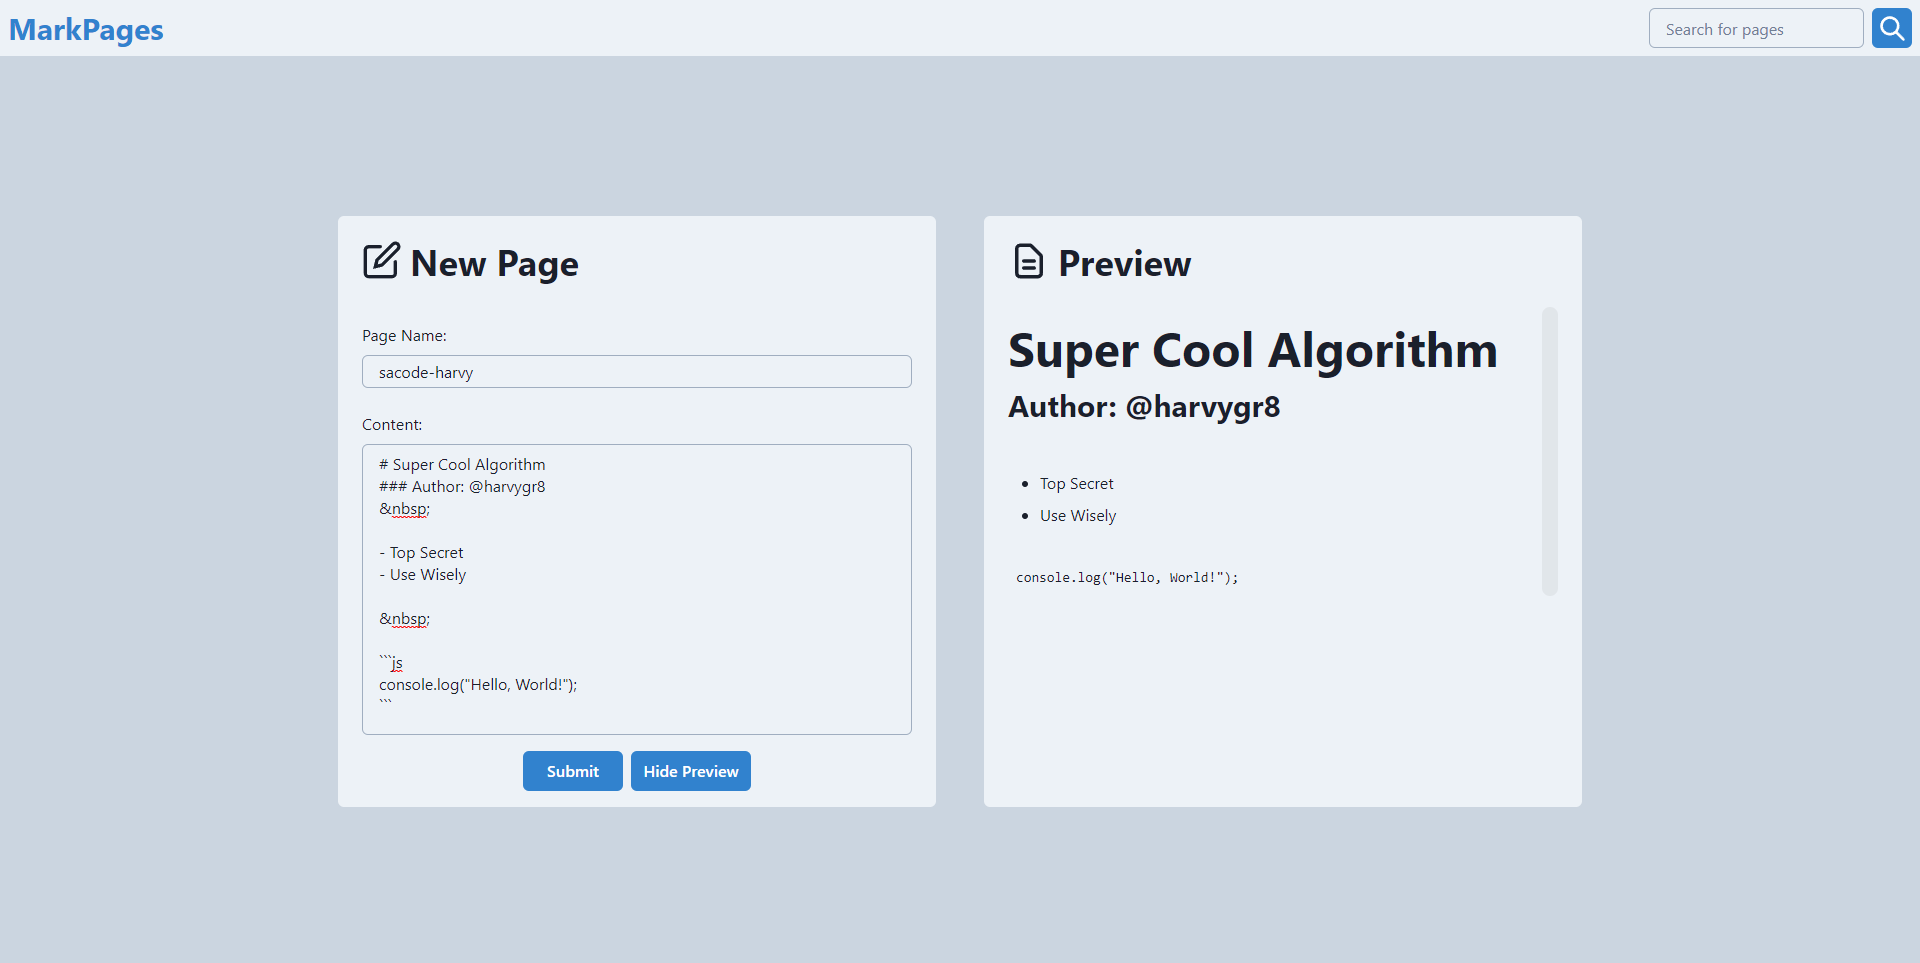 MarkPages
Search for pages
New Page
Page Name:
sacode-harvy
Content:
# Super Cool Algorithm
### Author: @harvygr8
&nbsp;
- Top Secret
- Use Wisely
&nbsp;
```js
console.log("Hello, World!");
```
Submit
Hide Preview
Preview
Super Cool Algorithm
Author: @harvygr8
• Top Secret
• Use Wisely
console.log("Hello, World!");